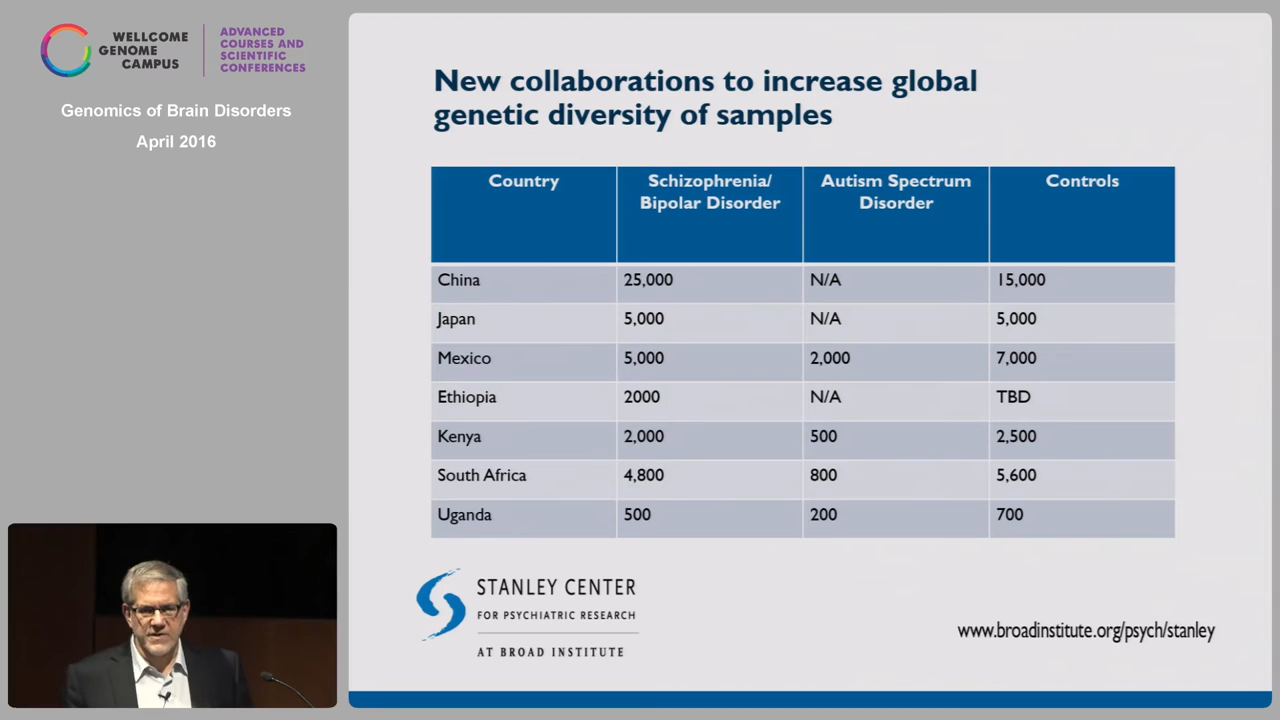 WELLCOME
GENOME
CAMPUS
ADVANCED
COURSES AND
SCIENTIFIC
CONFERENCES
Genomics of Brain Disorders
April 2016
New collaborations to increase global
genetic diversity of samples
Country Schizophrenia/ Bipolar Disorder Autism Spectrum Disorder Controls
China 25,000 N/A 15,000
Japan 5,000 N/A 5,000
Mexico 5,000 2,000 7,000
Ethiopia 2000 N/A TBD
Kenya 2,000 500 2,500
South Africa 4,800 800 5,600
Uganda 500 200 700
STANLEY CENTER
FOR PSYCHIATRIC RESEARCH
AT BROAD INSTITUTE
www.broadinstitute.org/psych/stanley